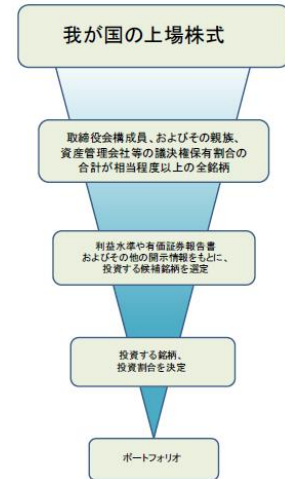 我が国の上場株式
取締役会構成員、およびその親族、
資産管理会社等の議決権保有割合の
合計が相当程度以上の全銘柄
利益水準や有価証券報告書
およびその他の開示情報をもとに、
投資する候補銘柄を選定
投資する銘柄、
投資割合を決定
ポートフォリオ